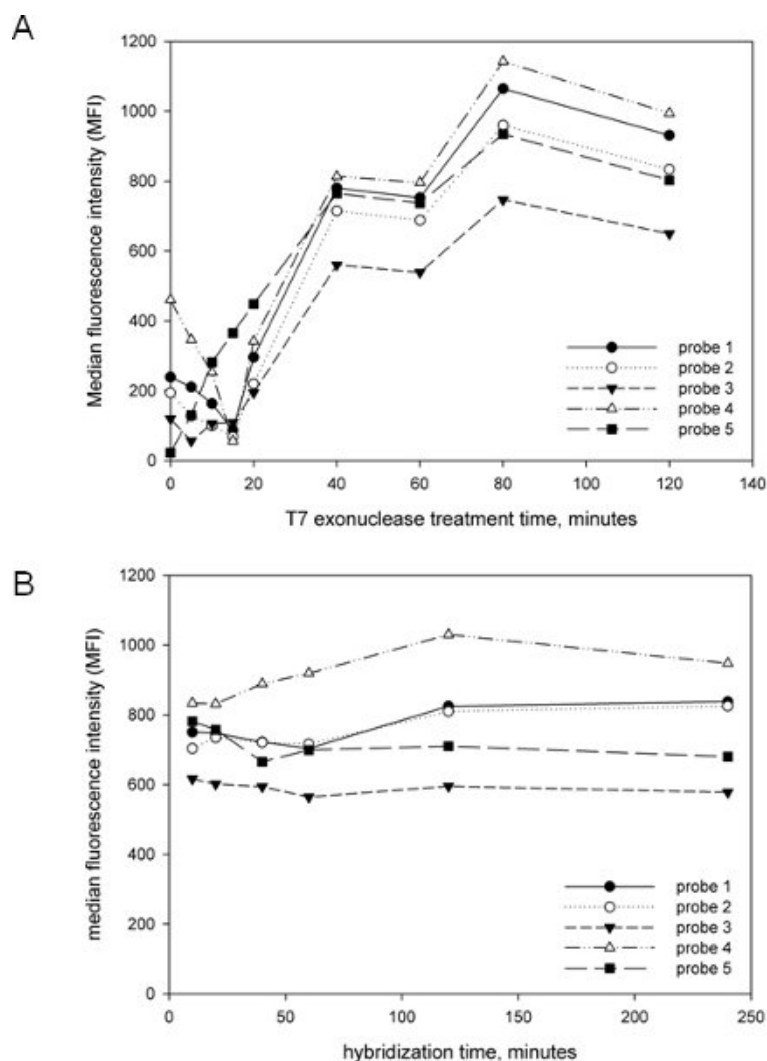 A
Median fluorescence intensity (MFI)
1200
1000
800
600
400
200
0
probe 1
probe 2
probe 3
probe 4
probe 5
0 20 40 60 80 100 120 140
T7 exonuclease treatment time, minutes
B
median fluorescence intensity (MFI)
1200
1000
800
600
400
200
0
probe 1
probe 2
probe 3
probe 4
probe 5
0 50 100 150 200 250
hybridization time, minutes